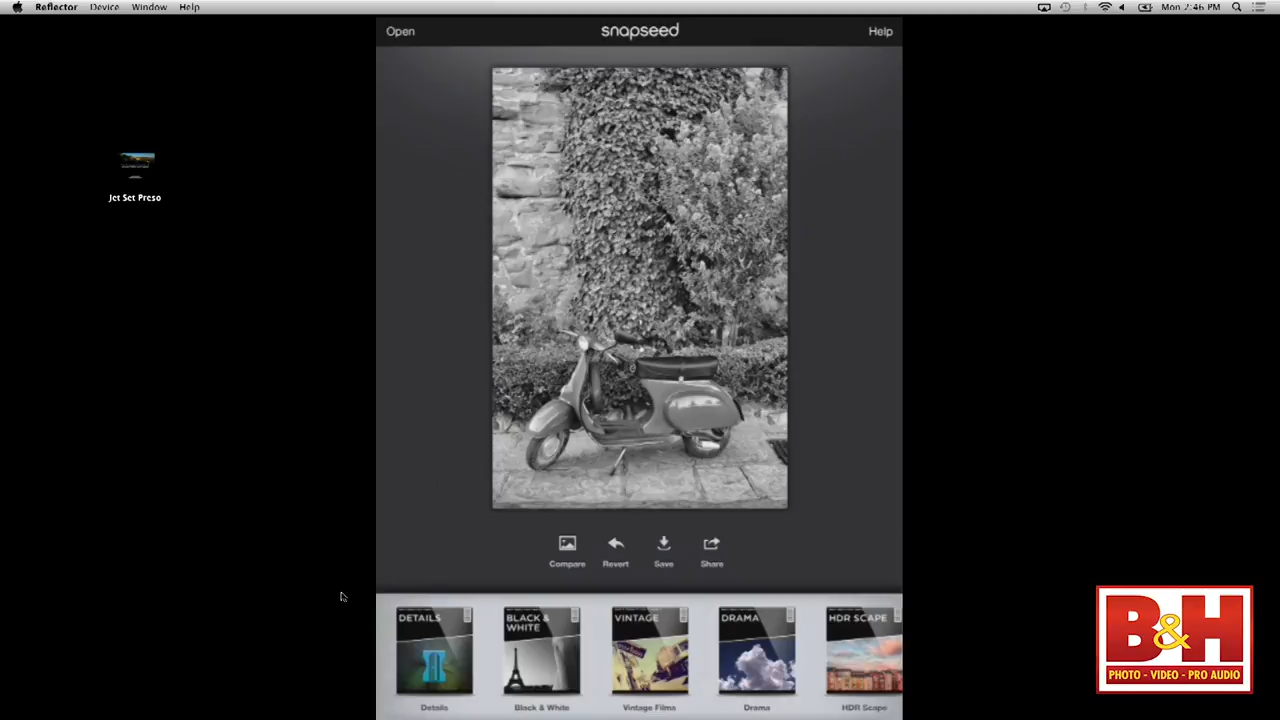 Reflector Device Window Help
Mon 2:46 PM
Open
snapseed
Help
Jet Set Preso
Compare
Revert
Save
Share
DETAILS
BLACK &
WHITE
VINTAGE
DRAMA
HDR SCAPE
Details
Black & White
Vintage Films
Drama
HDR Scape
B&H
PHOTO - VIDEO - PRO AUDIO